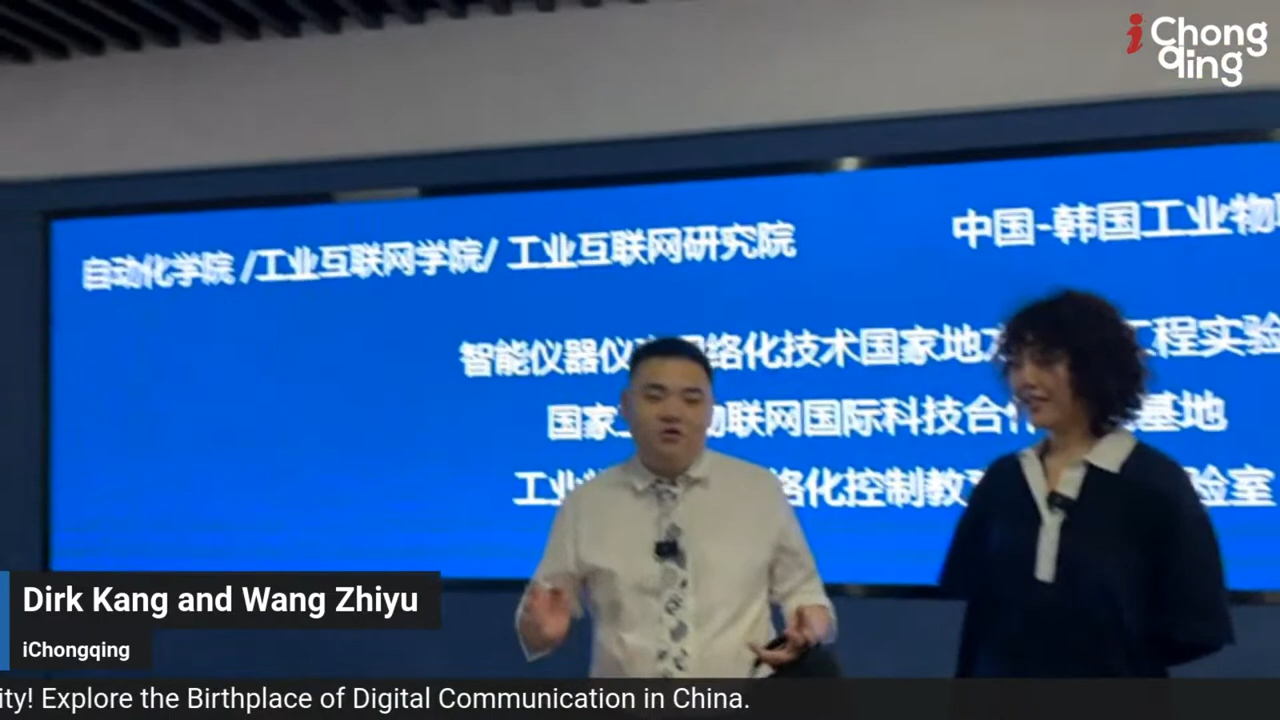 iChong
qing
自动化学院 /工业互联网学院/ 工业互联网研究院
中国-韩国工业物
智能仪器仪 网络化技术国家地 工程实验
国家 物联网国际科技合 基地
工业 络化控制教 验室
Dirk Kang and Wang Zhiyu
iChongqing
ity! Explore the Birthplace of Digital Communication in China.